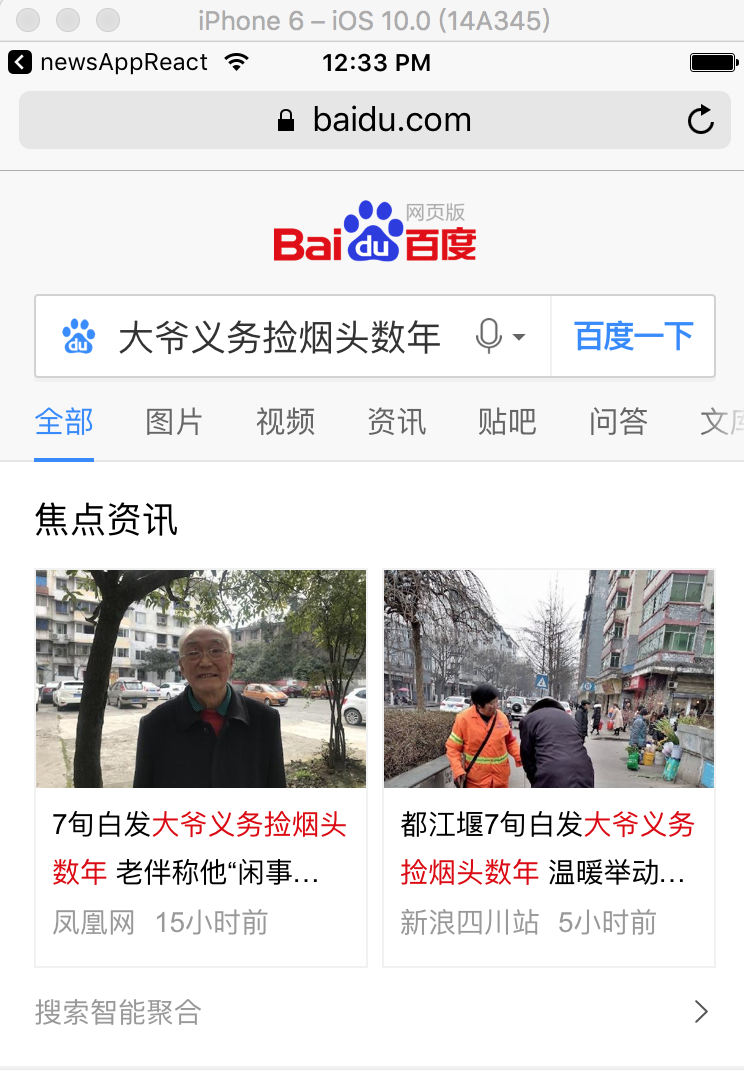 iPhone 6 – iOS 10.0 (14A345)
newsAppReact 12:33 PM
baidu.com
网页版
Baidu百度
du 大爷义务捡烟头数年 百度一下
全部 图片 视频 资讯 贴吧 问答 文库
焦点资讯
7旬白发大爷义务捡烟头
数年 老伴称他“闲事…
凤凰网 15小时前
都江堰7旬白发大爷义务
捡烟头数年 温暖举动…
新浪四川站 5小时前
搜索智能聚合